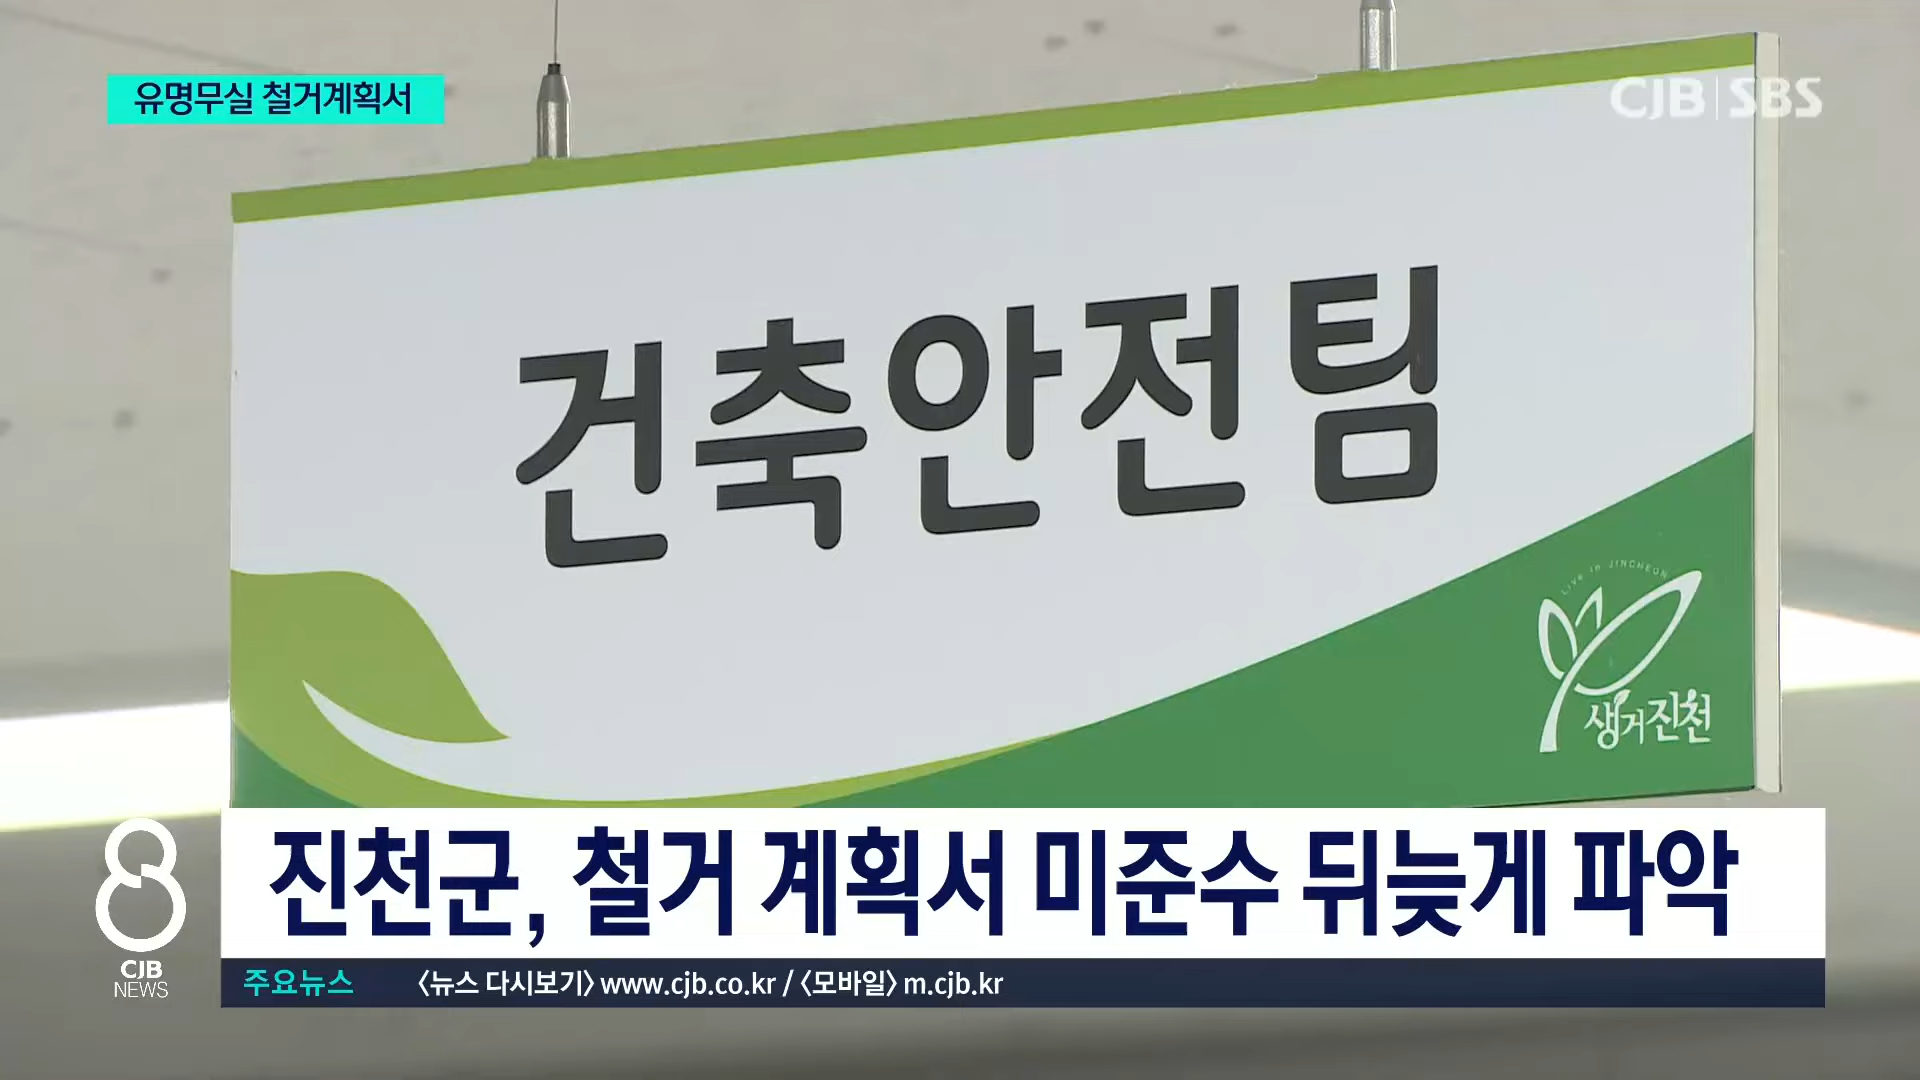 유명무실 철거계획서
CJB SBS
건축안전팀
Live in JINCHEON
생거진천
진천군, 철거 계획서 미준수 뒤늦게 파악
8
CJB
NEWS
주요뉴스 〈뉴스 다시보기〉 www.cjb.co.kr / 〈모바일〉 m.cjb.kr